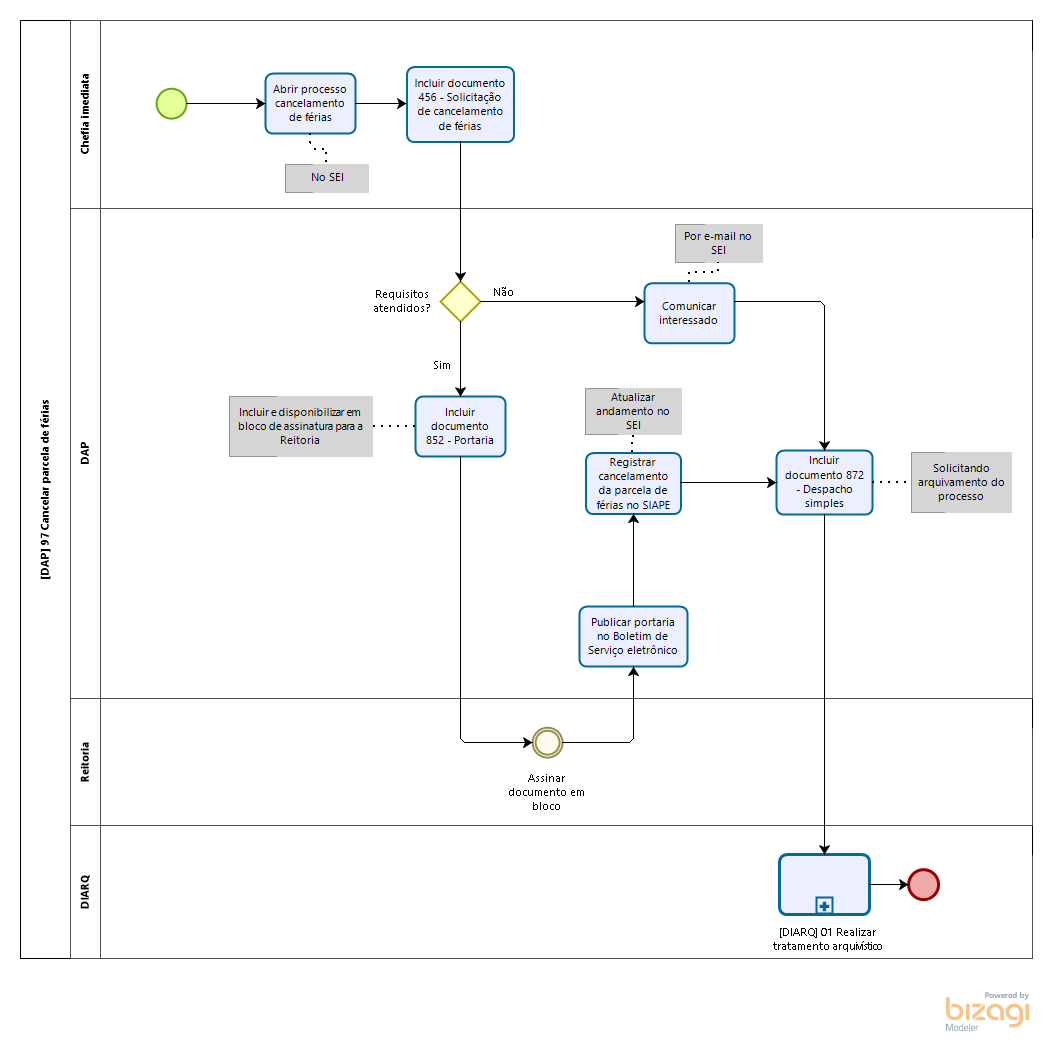 [DAP] 97 Cancelar parcela de férias
Chefia imediata
Abrir processo
cancelamento
de férias
Incluir documento
456 - Solicitação
de cancelamento
de férias
No SEI
DAP
Por e-mail no
SEI
Requisitos
atendidos?
Não
Comunicar
interessado
Sim
Incluir e disponibilizar em
bloco de assinatura para a
Reitoria
Incluir
documento
852 - Portaria
Atualizar
andamento no
SEI
Registrar
cancelamento
da parcela de
férias no SIAPE
Incluir
documento 872
- Despacho
simples
Solicitando
arquivamento do
processo
Publicar portaria
no Boletim de
Serviço eletrônico
Reitoria
Assinar
documento em
bloco
DIARQ
[DIARQ] 01 Realizar
tratamento arquivístico
Powered by
bizagi
Modeler